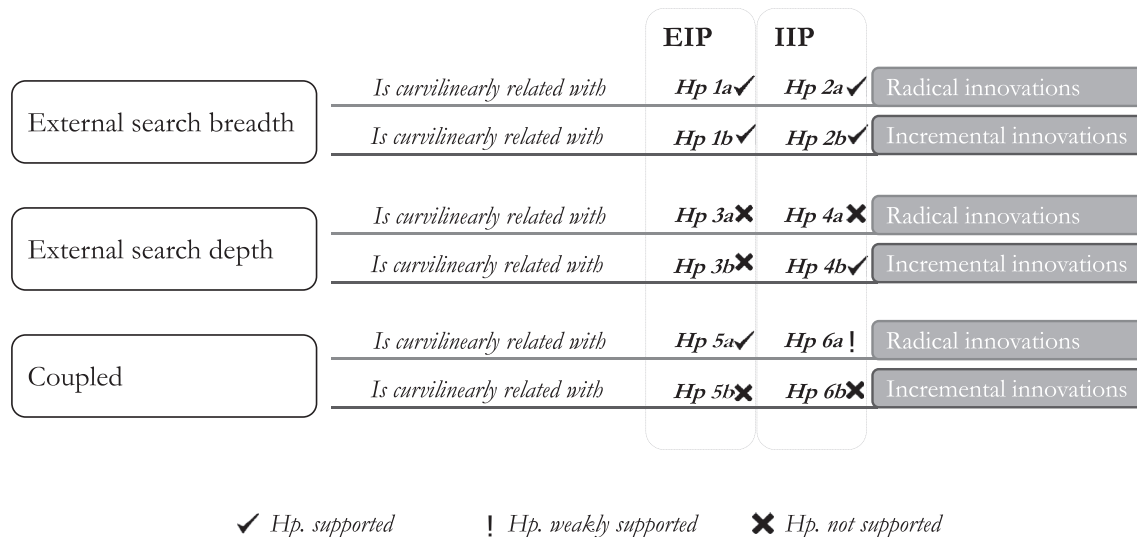 EIP IIP
Is curvilinearly related with Hp 1a✔ Hp 2a✔ Radical innovations
External search breadth
Is curvilinearly related with Hp 1b✔ Hp 2b✔ Incremental innovations
Is curvilinearly related with Hp 3a✖ Hp 4a✖ Radical innovations
External search depth
Is curvilinearly related with Hp 3b✖ Hp 4b✔ Incremental innovations
Is curvilinearly related with Hp 5a✔ Hp 6a! Radical innovations
Coupled
Is curvilinearly related with Hp 5b✖ Hp 6b✖ Incremental innovations
✔ Hp. supported ! Hp. weakly supported ✖ Hp. not supported